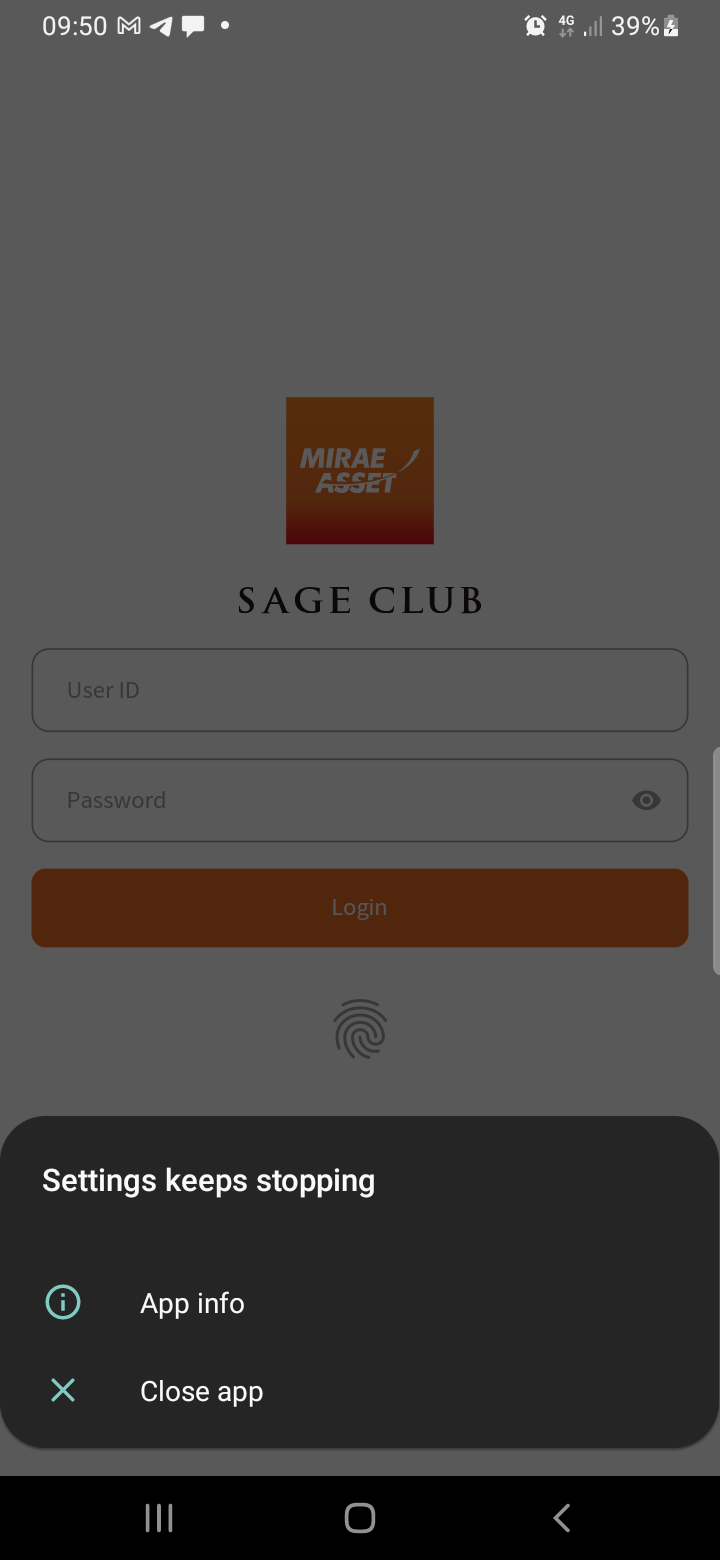 09:50
4G
39%
MIRAE
ASSET
SAGE CLUB
User ID
Password
Login
Settings keeps stopping
App info
Close app